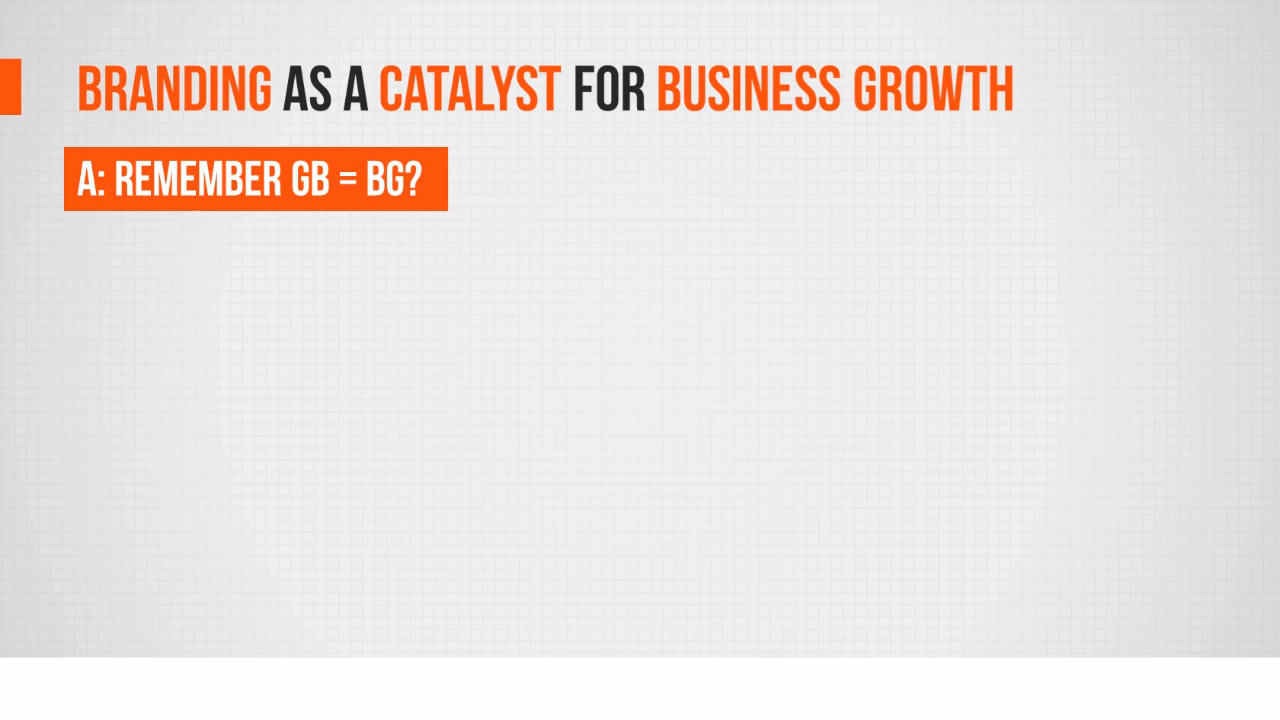 BRANDING AS A CATALYST FOR BUSINESS GROWTH
A: REMEMBER GB = BG?